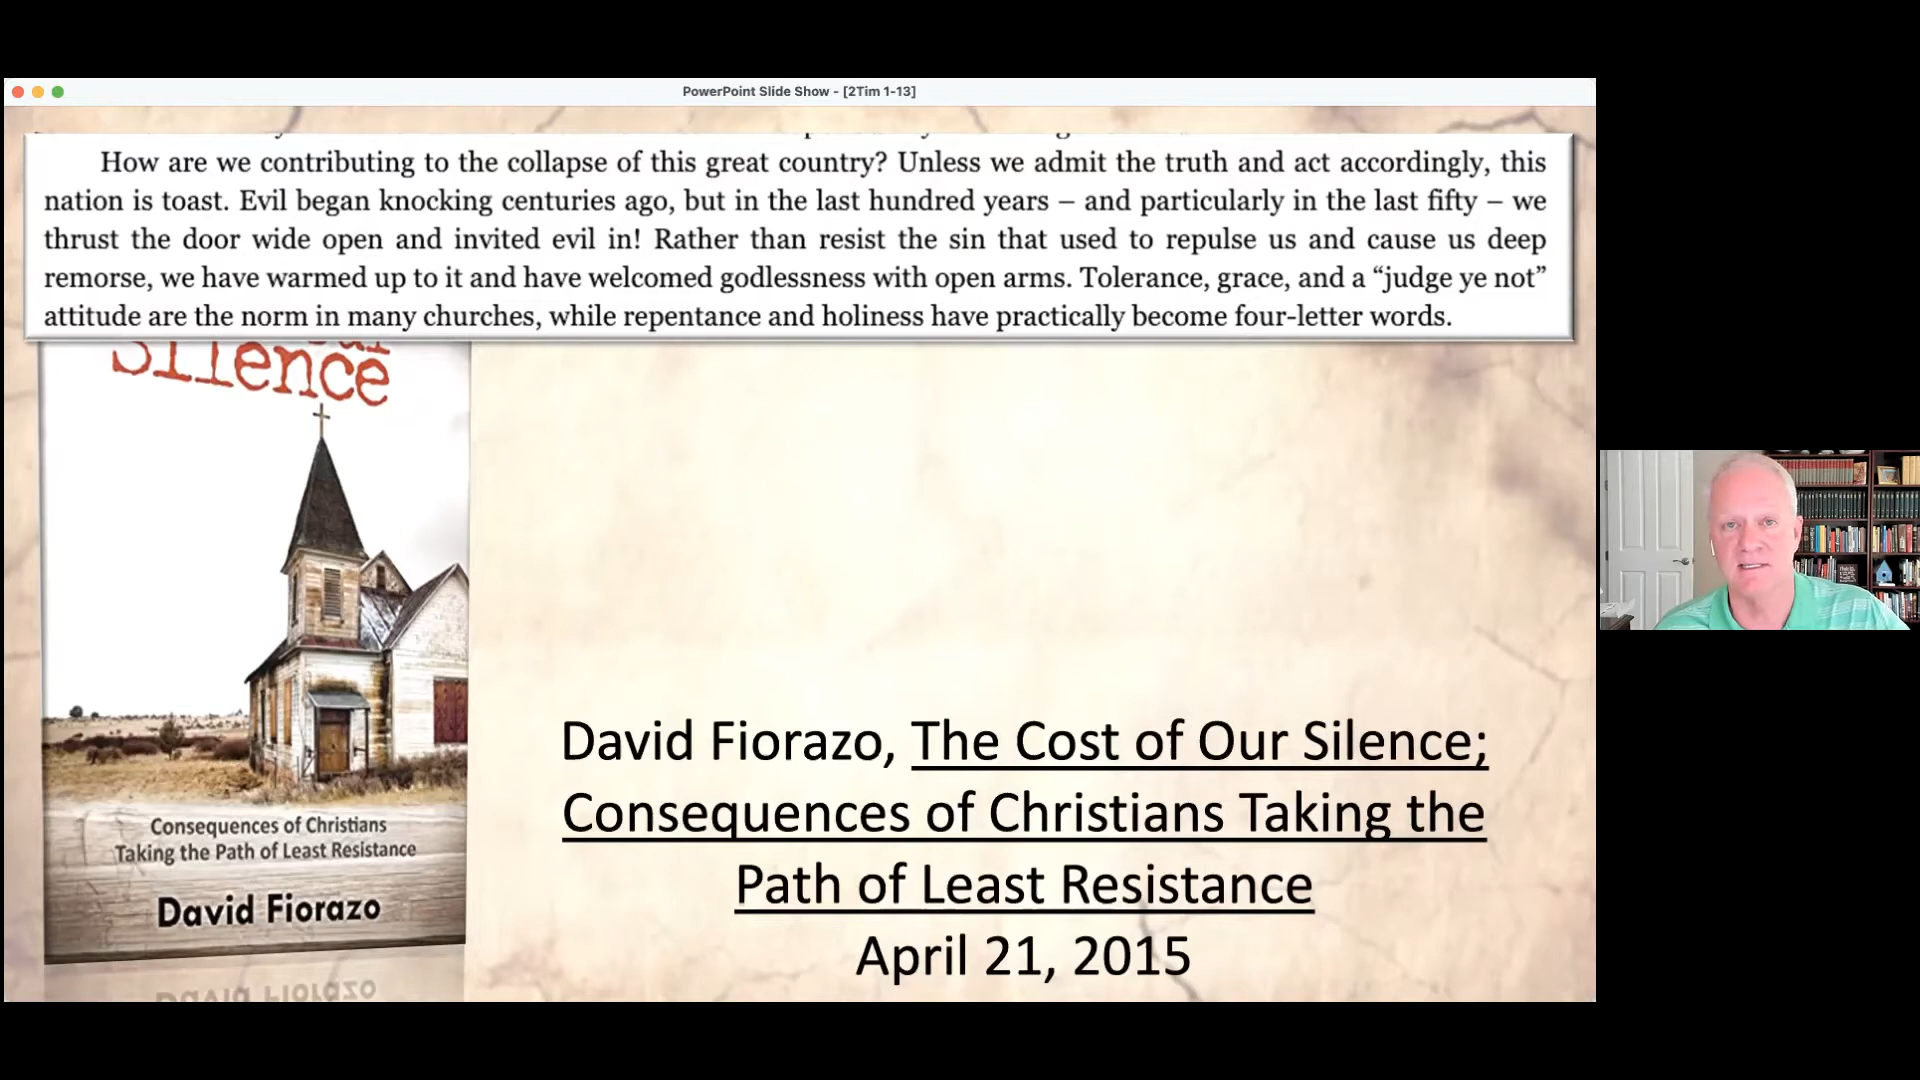 PowerPoint Slide Show - [2Tim 1-13]
How are we contributing to the collapse of this great country? Unless we admit the truth and act accordingly, this
nation is toast. Evil began knocking centuries ago, but in the last hundred years – and particularly in the last fifty – we
thrust the door wide open and invited evil in! Rather than resist the sin that used to repulse us and cause us deep
remorse, we have warmed up to it and have welcomed godlessness with open arms. Tolerance, grace, and a “judge ye not”
attitude are the norm in many churches, while repentance and holiness have practically become four-letter words.
Silence
Consequences of Christians
Taking the Path of Least Resistance
David Fiorazo
David Fiorazo, The Cost of Our Silence;
Consequences of Christians Taking the
Path of Least Resistance
April 21, 2015